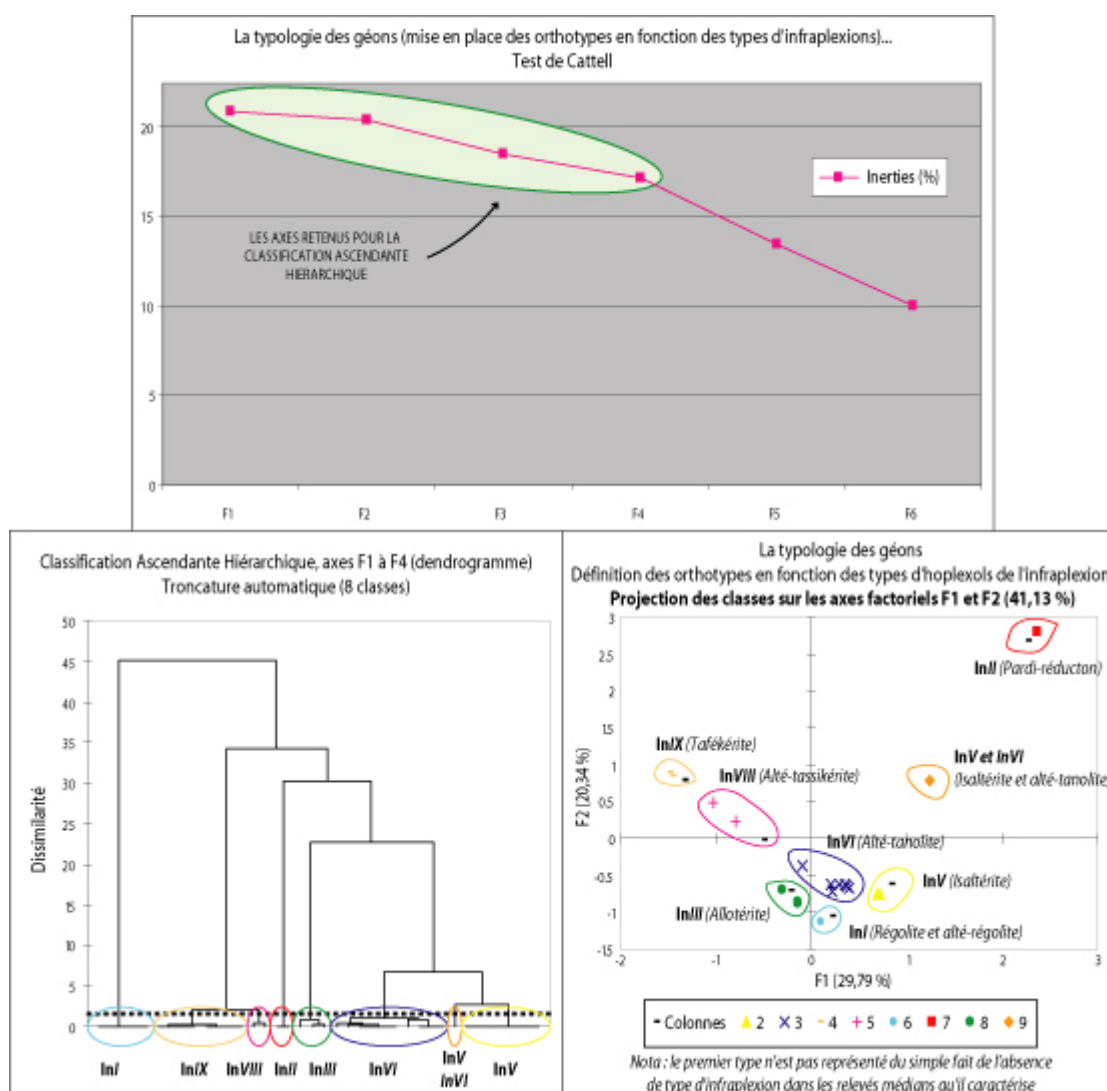 La typologie des géons (mise en place des orthotypes en fonction des types d'infraplexions)...
Test de Cattell
20
15
10
5
0
Inerties (%)
LES AXES RETENUS POUR LA
CLASSIFICATION ASCENDANTE
HIERARCHIQUE
F1 F2 F3 F4 F5 F6
Classification Ascendante Hiérarchique, axes F1 à F4 (dendrogramme)
Troncature automatique (8 classes)
Dissimilarité
50
45
40
35
30
25
20
15
10
5
0
InI InIX InVIII InII InIII InVI InV InVI InV
La typologie des géons
Définition des orthotypes en fonction des types d'hoplexols de l'infraplexion
Projection des classes sur les axes factoriels F1 et F2 (41,13 %)
F2 (20,34 %)
3
2.5
2
1.5
1
0.5
0
-0.5
-1
-1.5
InII (Pardi-réducton)
InIX (Tafékérite)
InVIII (Alté-tassikérite)
InV et InVI
(Isaltérite et alté-tanolite)
InVI (Alté-tanolite)
InV (Isaltérite)
InIII (Allotérite)
InI (Régolite et alté-régolite)
-2 -1 0 1 2 3
F1 (29,79 %)
Colonnes 2 3 4 5 6 7 8 9
Nota : le premier type n'est pas représenté du simple fait de l'absence
de type d'infraplexion dans les relevés médians qu'il caractérise